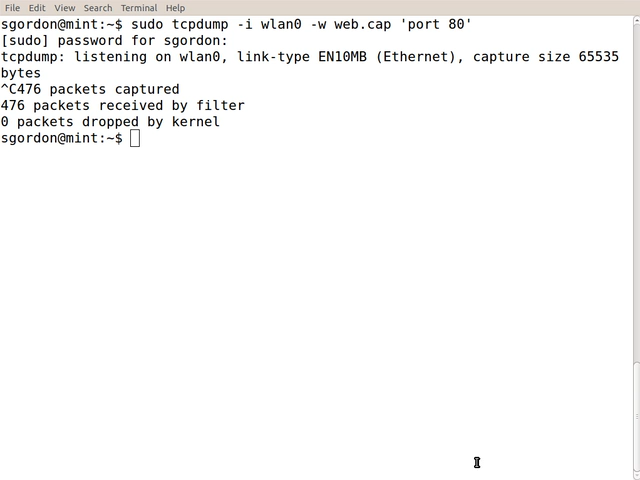 File Edit View Search Terminal Help
sgordon@mint:~$ sudo tcpdump -i wlan0 -w web.cap 'port 80'
[sudo] password for sgordon:
tcpdump: listening on wlan0, link-type EN10MB (Ethernet), capture size 65535
bytes
^C476 packets captured
476 packets received by filter
0 packets dropped by kernel
sgordon@mint:~$